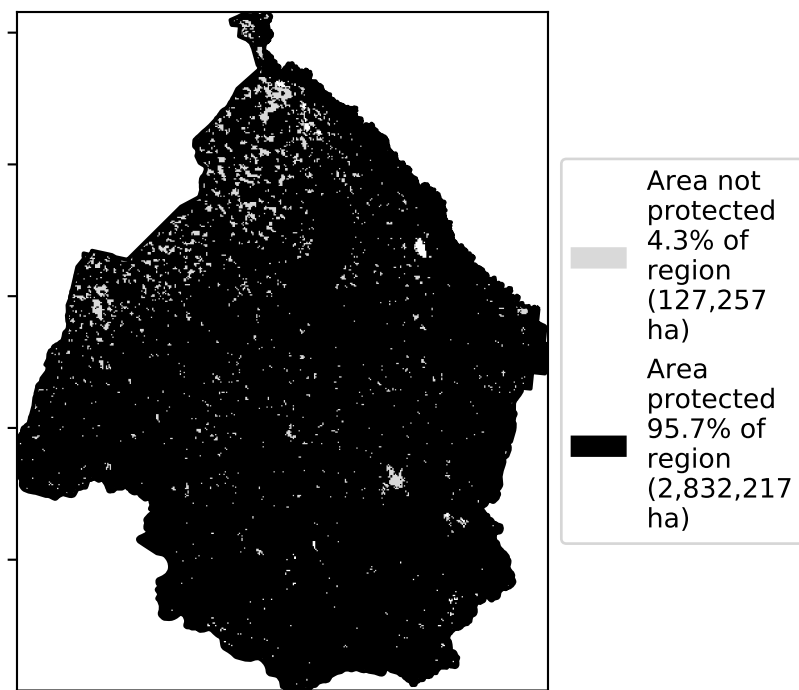 Area not
protected
4.3% of
region
(127,257
ha)
Area
protected
95.7% of
region
(2,832,217
ha)